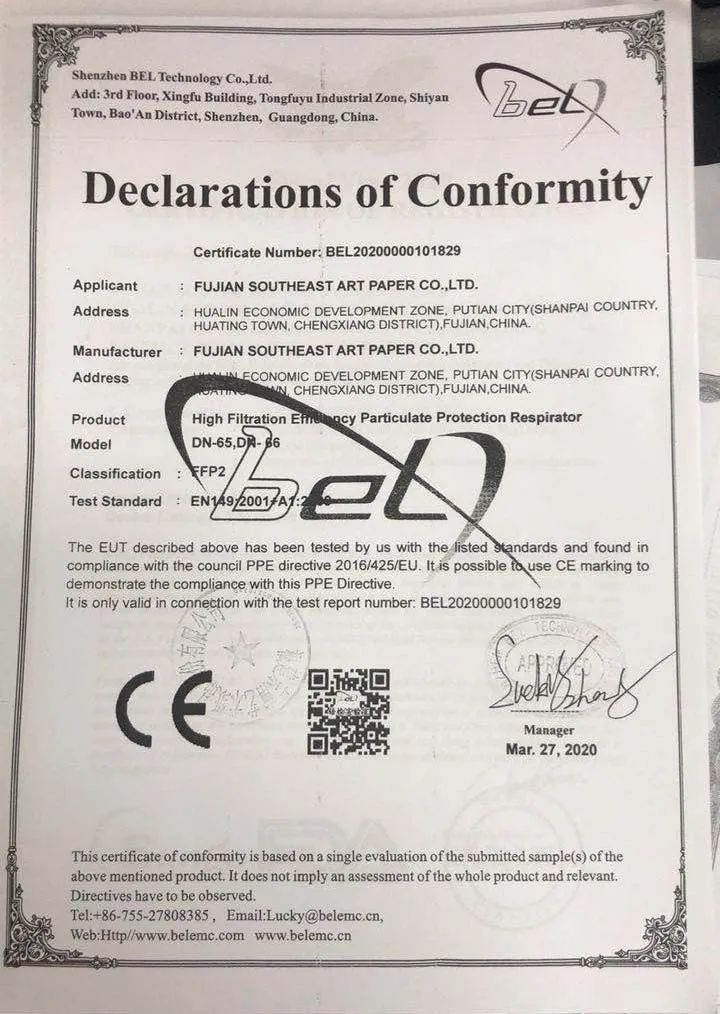 Shenzhen BEL Technology Co.,Ltd.
Add: 3rd Floor, Xingfu Building, Tongfuyu Industrial Zone, Shiyan
Town, Bao'An District, Shenzhen, Guangdong, China.
bel
Declarations of Conformity
Certificate Number: BEL20200000101829
Applicant : FUJIAN SOUTHEAST ART PAPER CO.,LTD.
Address : HUALIN ECONOMIC DEVELOPMENT ZONE, PUTIAN CITY(SHANPAI COUNTRY,
HUATING TOWN, CHENGXIANG DISTRICT),FUJIAN,CHINA.
Manufacturer : FUJIAN SOUTHEAST ART PAPER CO.,LTD.
Address : HUALIN ECONOMIC DEVELOPMENT ZONE, PUTIAN CITY(SHANPAI COUNTRY,
HUATING TOWN, CHENGXIANG DISTRICT),FUJIAN,CHINA.
Product : High Filtration Efficiency Particulate Protection Respirator
Model : DN-65,DN-66
Classification : FFP2
Test Standard : EN149:2001+A1:2009
bel
The EUT described above has been tested by us with the listed standards and found in
compliance with the council PPE directive 2016/425/EU. It is possible to use CE marking to
demonstrate the compliance with this PPE Directive.
It is only valid in connection with the test report number: BEL20200000101829
APPROVED
CE
Manager
Mar. 27, 2020
This certificate of conformity is based on a single evaluation of the submitted sample(s) of the
above mentioned product. It does not imply an assessment of the whole product and relevant.
Directives have to be observed.
Tel:+86-755-27808385 , Email:Lucky@belemc.cn,
Web:Http//www.belemc.com www.belemc.cn